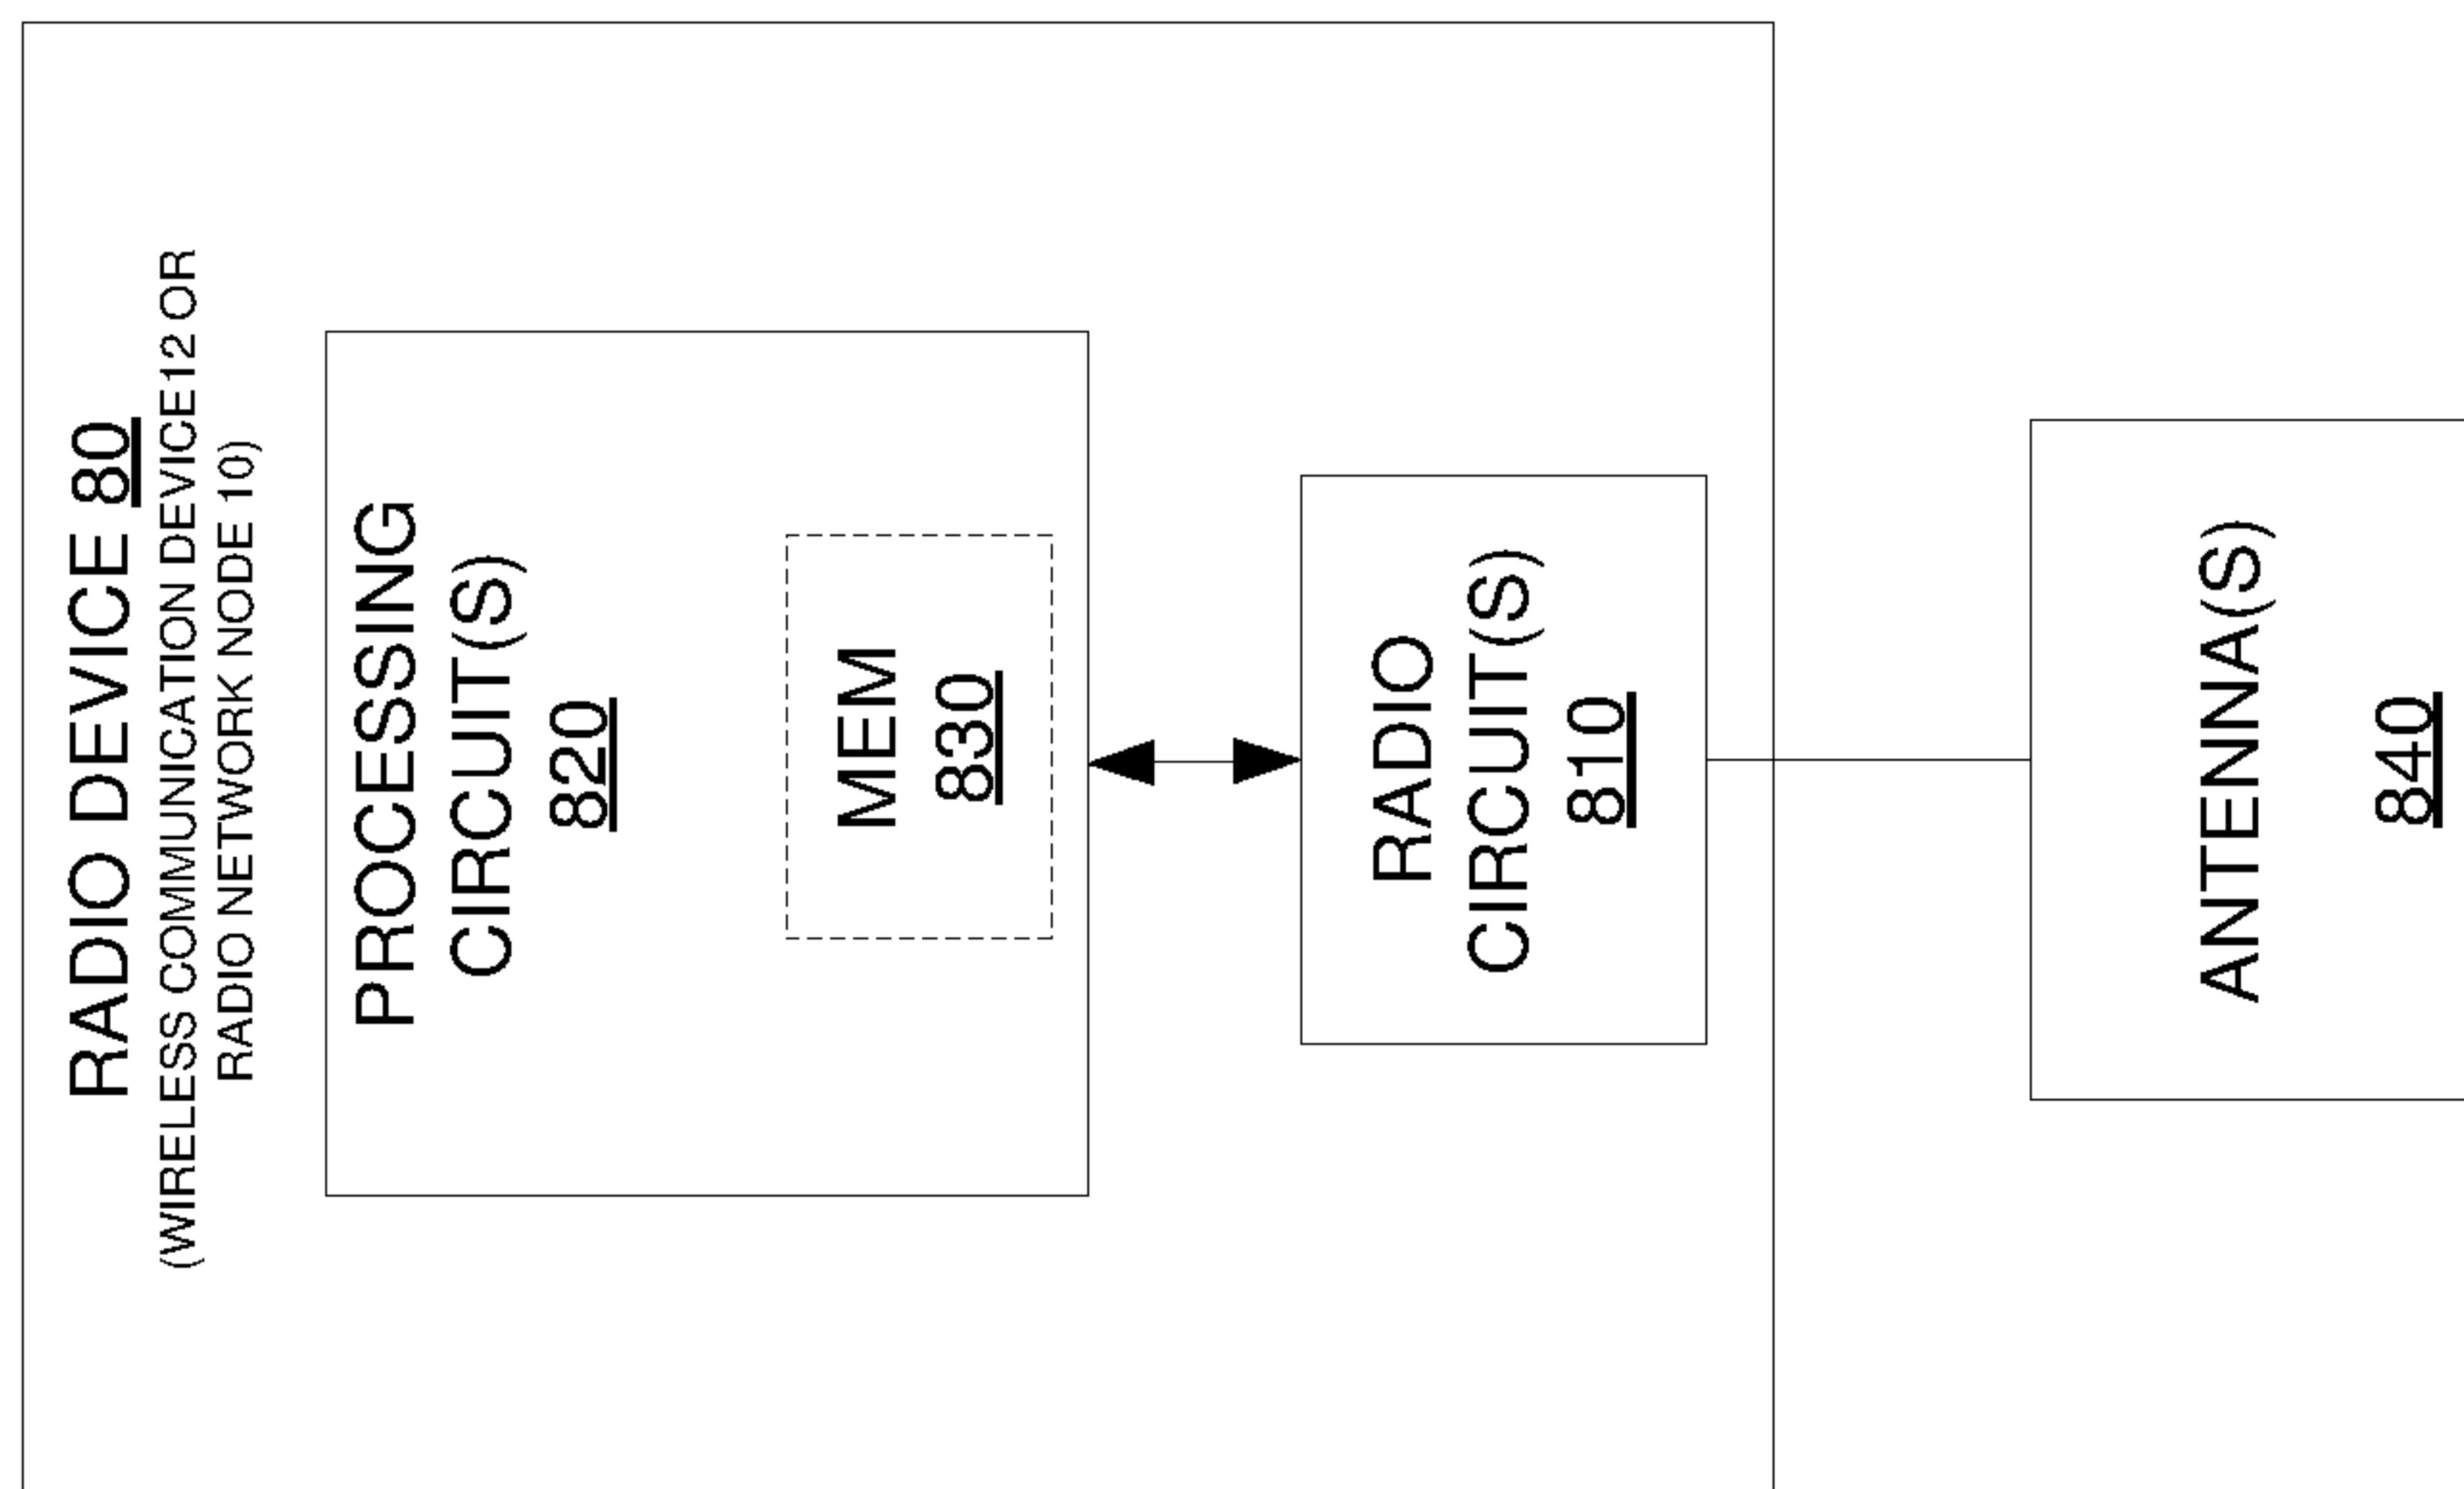 RADIO DEVICE 80
(WIRELESS COMMUNICATION DEVICE12 OR
RADIO NETWORK NODE 10)
PROCESSING
CIRCUIT(S)
820
MEM
830
RADIO
CIRCUIT(S)
810
ANTENNA(S)
840